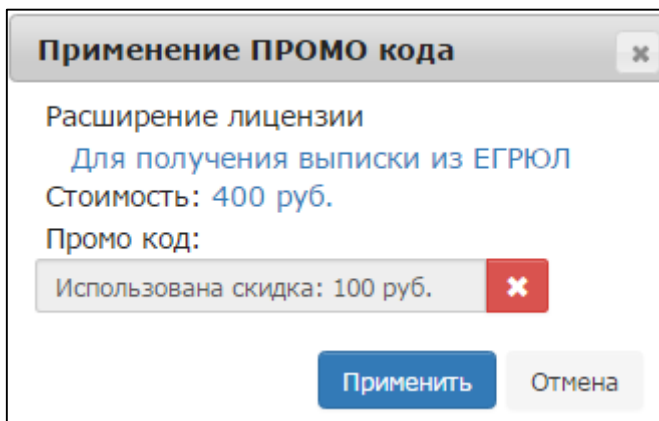 Применение ПРОМО кода
Расширение лицензии
Для получения выписки из ЕГРЮЛ
Стоимость: 400 руб.
Промо код:
Использована скидка: 100 руб.
Применить Отмена